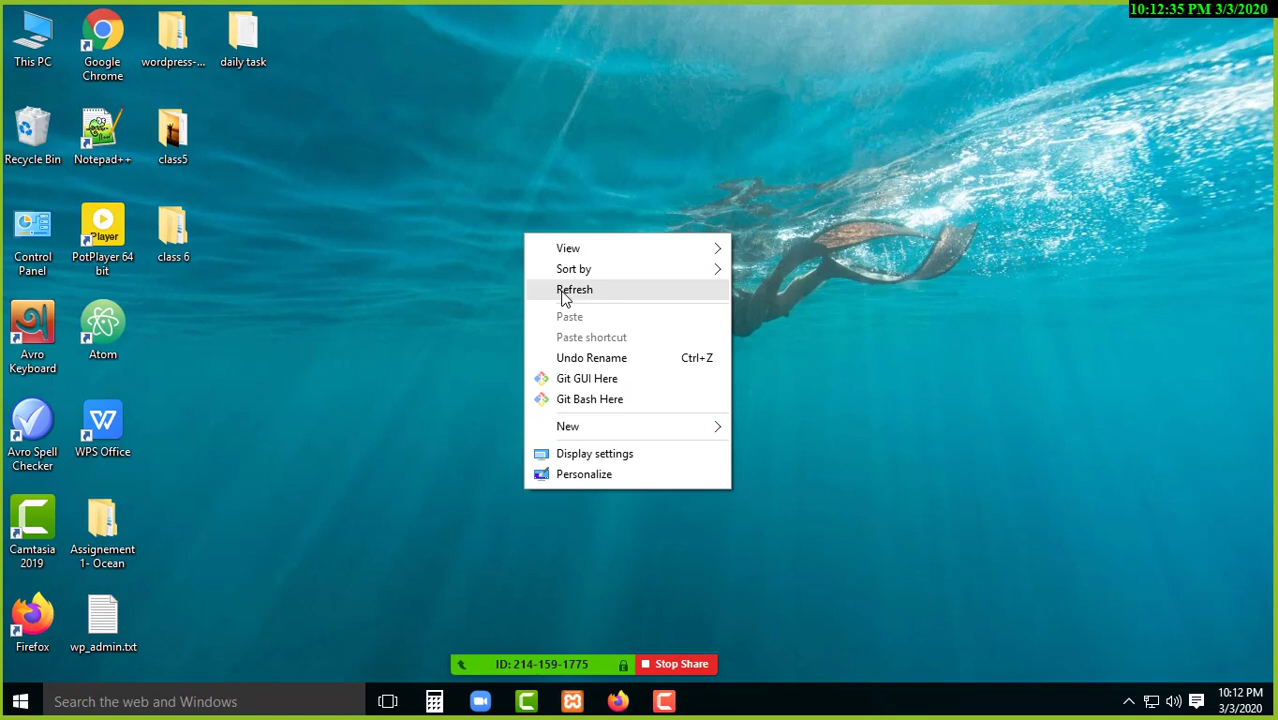 10:12:35 PM 3/3/2020
This PC
Google
Chrome
wordpress-...
daily task
Recycle Bin
Notepad++
class5
Control
Panel
Player
PotPlayer 64
bit
class 6
Avro
Keyboard
Atom
Avro Spell
Checker
WPS Office
Camtasia
2019
Assignement
1- Ocean
Firefox
wp_admin.txt
View
Sort by
Refresh
Paste
Paste shortcut
Undo Rename Ctrl+Z
Git GUI Here
Git Bash Here
New
Display settings
Personalize
ID: 214-159-1775 Stop Share
Search the web and Windows
10:12 PM
3/3/2020